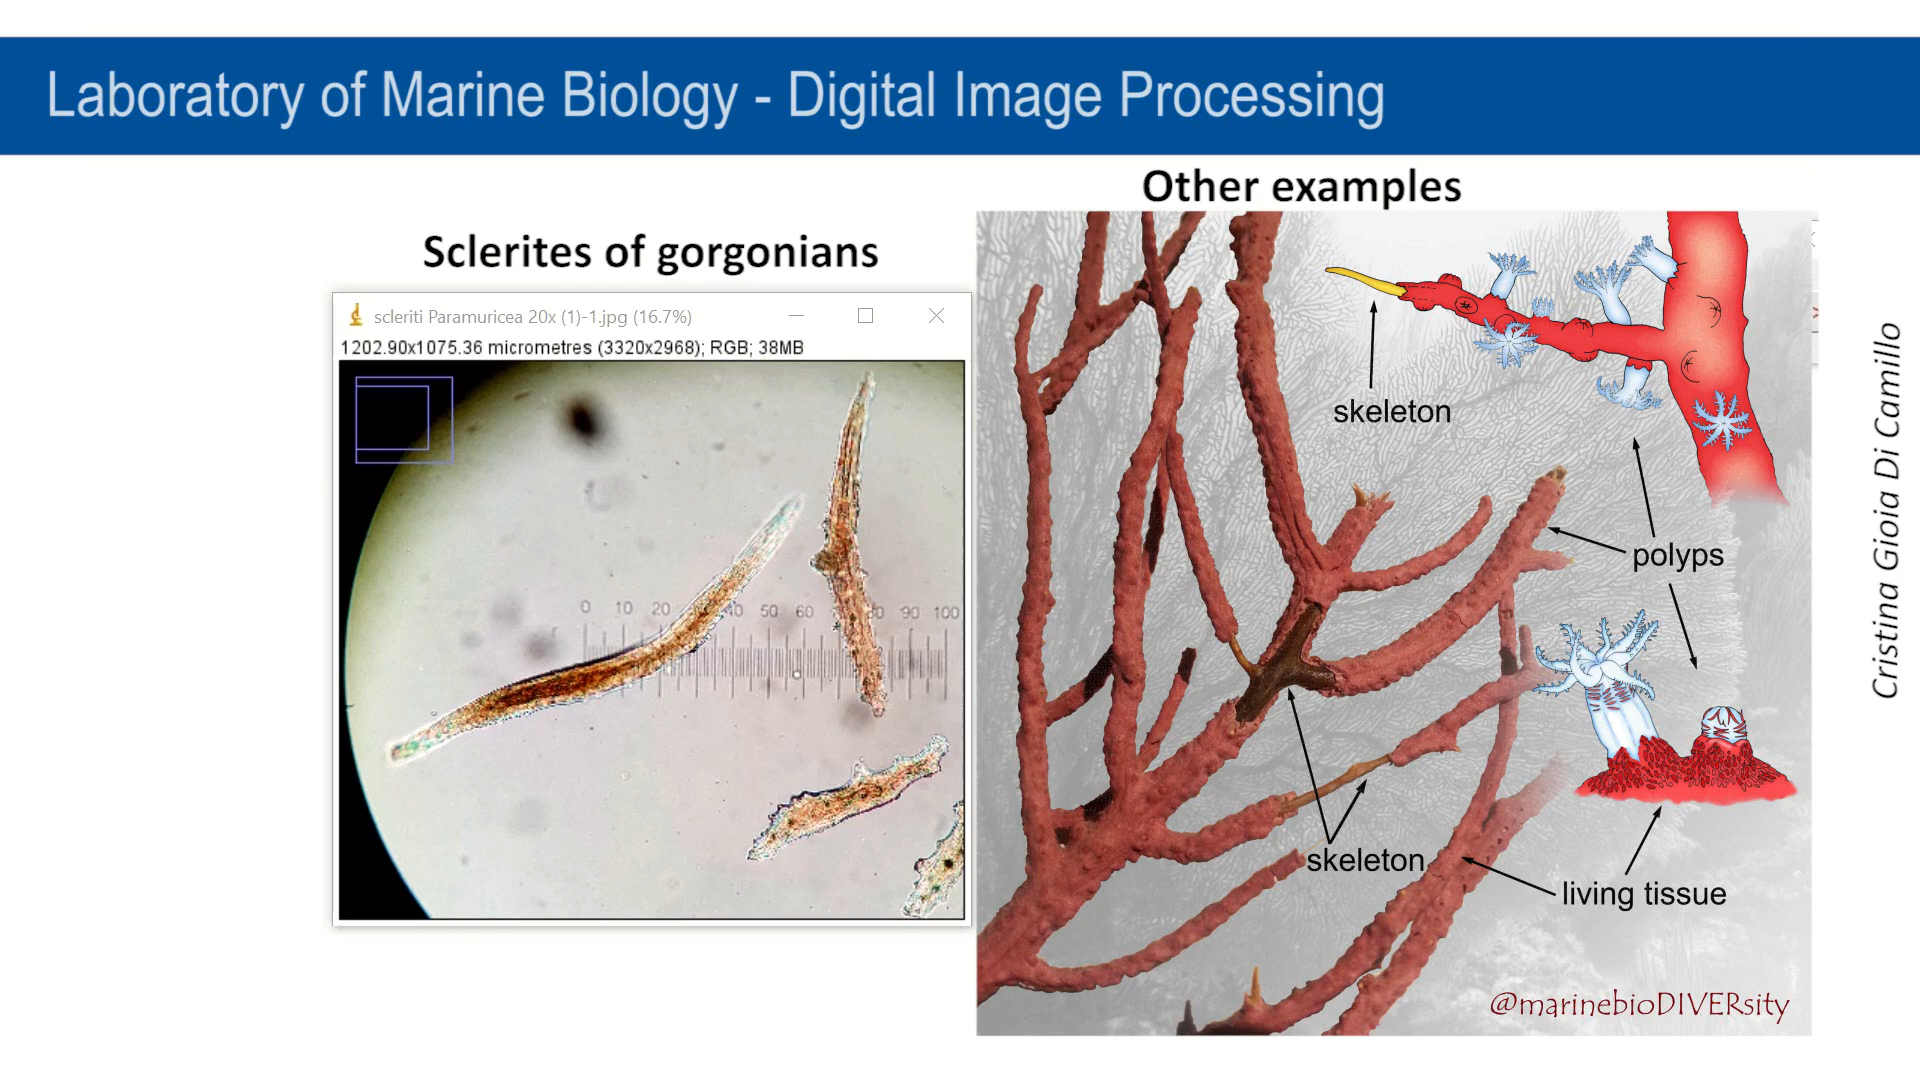 Laboratory of Marine Biology - Digital Image Processing
Other examples
Sclerites of gorgonians
scleriti Paramuricea 20x (1)-1.jpg (16.7%)
1202.90x1075.36 micrometres (3320x2968); RGB; 38MB
0 10 20 40 50 60 80 90 100
skeleton
polyps
skeleton
living tissue
@marinebioDIVERsity
Cristina Gioia Di Camillo